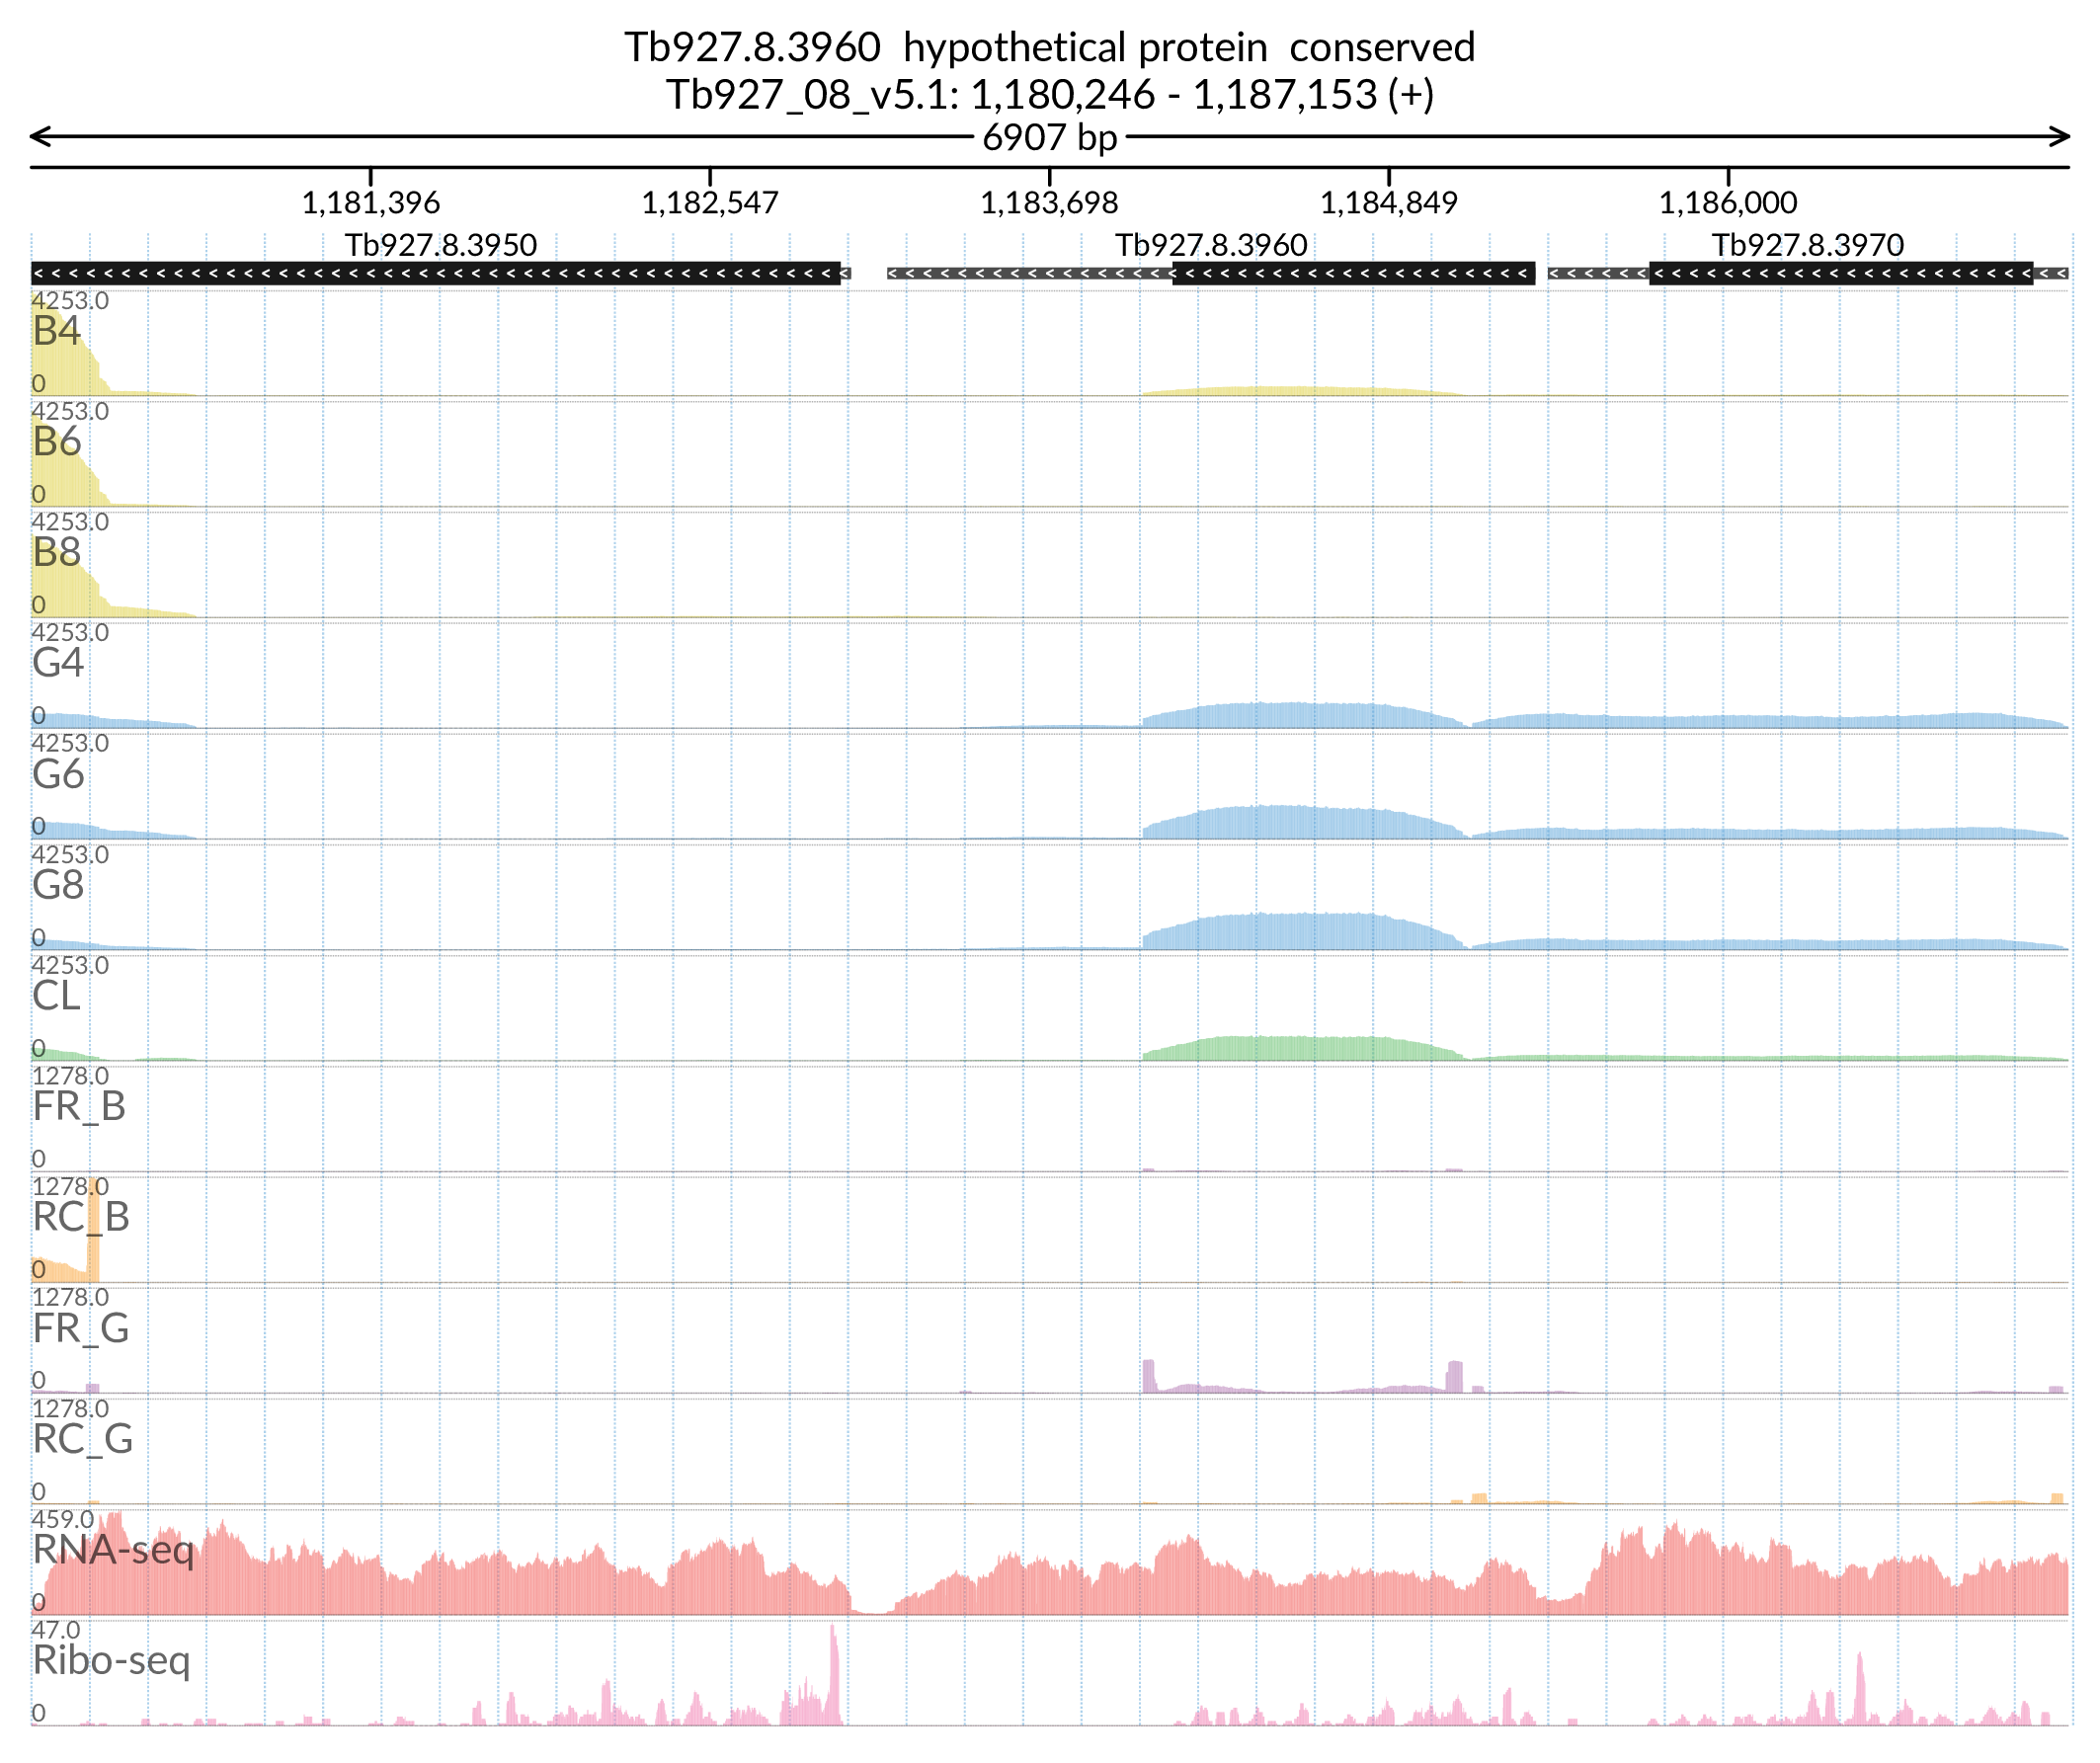 Tb927.8.3960 hypothetical protein conserved
Tb927_08_v5.1: 1,180,246 - 1,187,153 (+)
6907 bp
1,181,396 1,182,547 1,183,698 1,184,849 1,186,000
Tb927.8.3950 Tb927.8.3960 Tb927.8.3970
4253.0
B4
0
4253.0
B6
0
4253.0
B8
0
4253.0
G4
0
4253.0
G6
0
4253.0
G8
0
4253.0
CL
0
1278.0
FR_B
0
1278.0
RC_B
0
1278.0
FR_G
0
1278.0
RC_G
0
459.0
RNA-seq
0
47.0
Ribo-seq
0